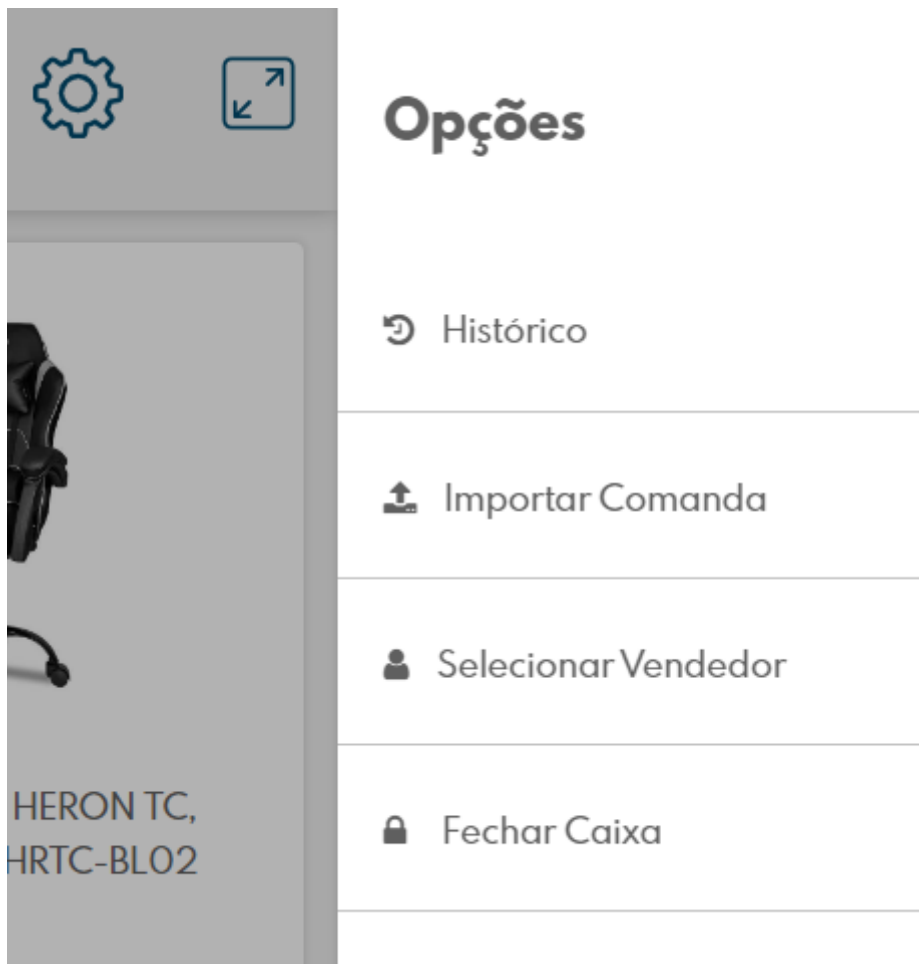 Opções
Histórico
Importar Comanda
Selecionar Vendedor
Fechar Caixa
HERON TC,
HRTC-BL02